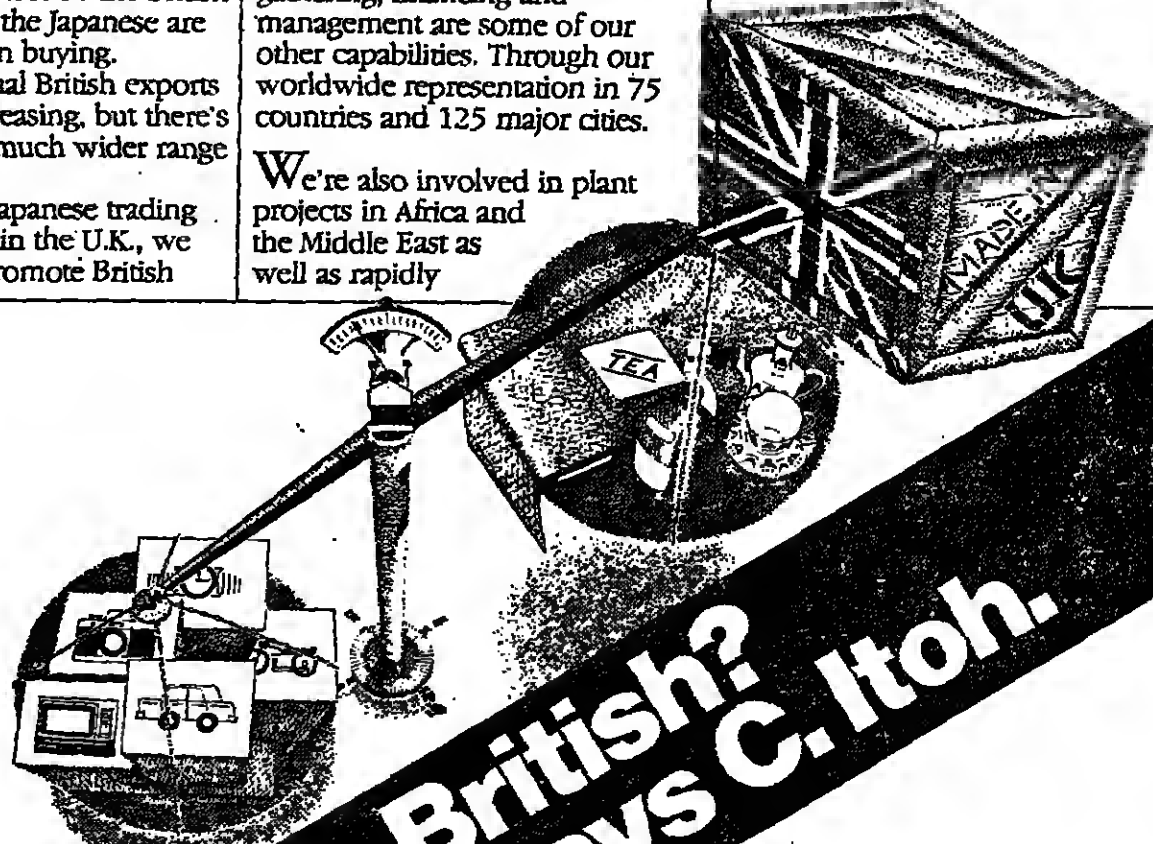 the Japanese are
n buying.
nal British exports
easing, but there's
much wider range
apanese trading
in the U.K., we
romote British
management are some of our
other capabilities. Through our
worldwide representation in 75
countries and 125 major cities.
We're also involved in plant
projects in Africa and
the Middle East as
well as rapidly
MADE IN
UK
TEA
British?
ays C. Itoh.